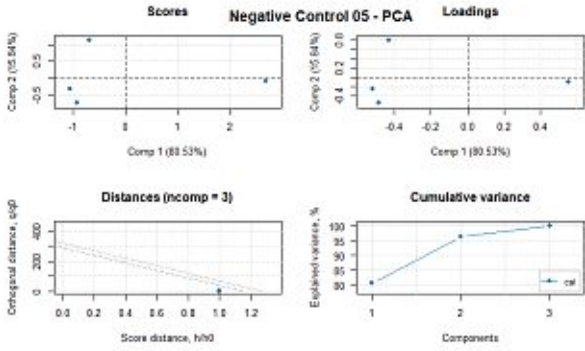 Negative Control 05 - PCA
Scores
Comp 2 (15.84%)
-0.5 0.5
-1 0 1 2
Comp 1 (80.53%)
Loadings
Comp 2 (15.84%)
-0.4 0.2
-0.4 -0.2 0.0 0.2 0.4
Comp 1 (80.53%)
Distances (ncomp = 3)
Orthogonal distance, q/q0
0 200 400
0.0 0.2 0.4 0.6 0.8 1.0 1.2
Score distance, h/h0
Cumulative variance
Explained variance, %
80 85 90 95 100
cal
1 2 3
Components